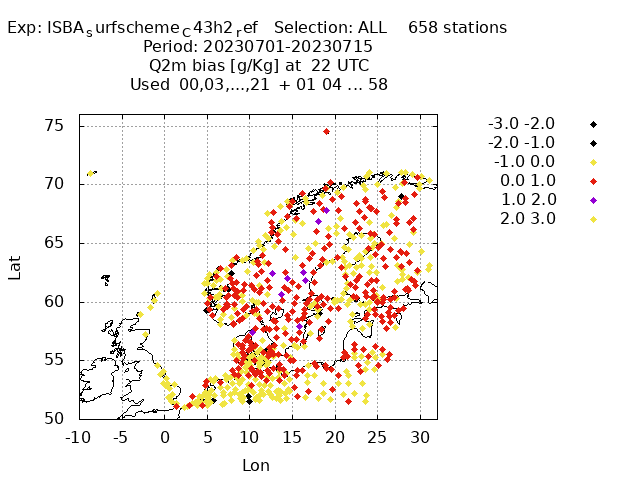 Exp: ISBA_surfscheme_C43h2_ref   Selection: ALL    658 stations
Period: 20230701-20230715
Q2m bias [g/Kg] at  22 UTC
Used  00,03,...,21  + 01 04 ... 58
-3.0 -2.0
-2.0 -1.0
-1.0 0.0
0.0 1.0
1.0 2.0
2.0 3.0
75
70
65
60
55
50
Lat
-10 -5 0 5 10 15 20 25 30
Lon